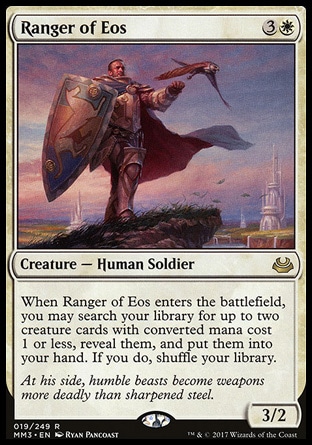 Ranger of Eos 3
Creature — Human Soldier
When Ranger of Eos enters the battlefield,
you may search your library for up to two
creature cards with converted mana cost
1 or less, reveal them, and put them into
your hand. If you do, shuffle your library.
At his side, humble beasts become weapons
more deadly than sharpened steel.
019/249 R
MM3 • EN Ryan Pancoast
™ & © 2017 Wizards of the Coast
3/2